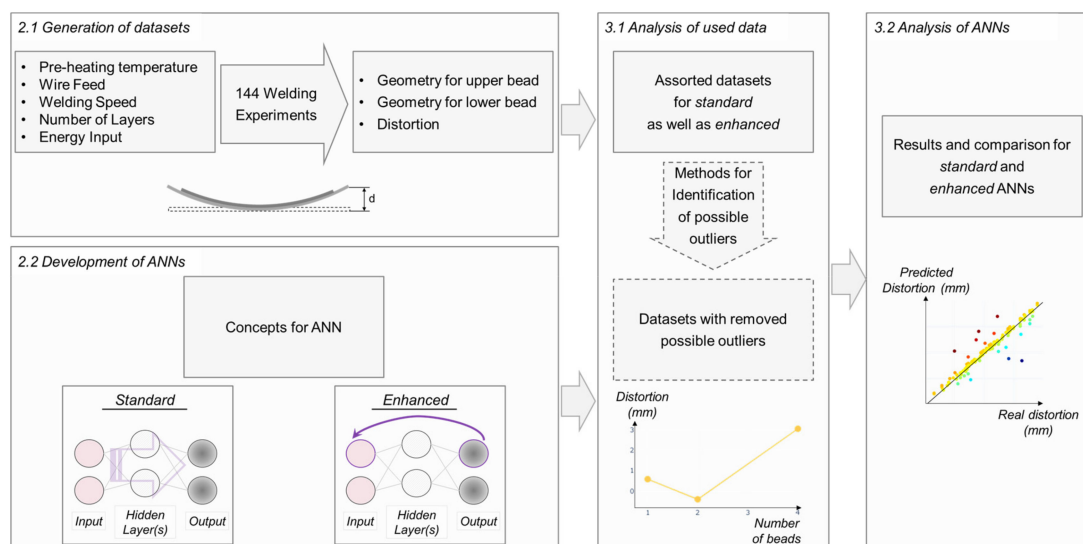 2.1 Generation of datasets
• Pre-heating temperature
• Wire Feed
• Welding Speed
• Number of Layers
• Energy Input
144 Welding
Experiments
• Geometry for upper bead
• Geometry for lower bead
• Distortion
d
2.2 Development of ANNs
Concepts for ANN
Standard
Input
Hidden
Layer(s)
Output
Enhanced
Input
Hidden
Layer(s)
Output
3.1 Analysis of used data
Assorted datasets
for standard
as well as enhanced
Methods for
Identification
of possible
outliers
Datasets with removed
possible outliers
Distortion
(mm)
3
2
1
0
1
2
3
4
Number
of beads
3.2 Analysis of ANNs
Results and comparison for
standard and
enhanced ANNs
Predicted
Distortion (mm)
Real distortion
(mm)